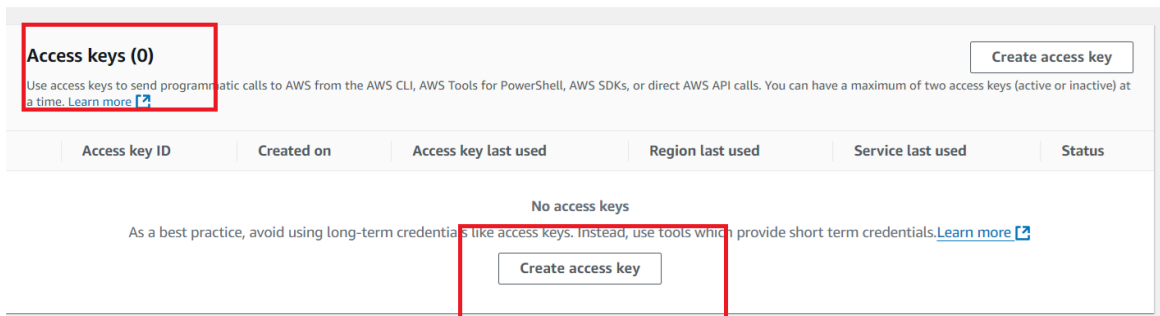 Access keys (0)
Create access key
Use access keys to send programmatic calls to AWS from the AWS CLI, AWS Tools for PowerShell, AWS SDKs, or direct AWS API calls. You can have a maximum of two access keys (active or inactive) at
a time. Learn more
Access key ID Created on Access key last used Region last used Service last used Status
No access keys
As a best practice, avoid using long-term credentials like access keys. Instead, use tools which provide short term credentials. Learn more
Create access key